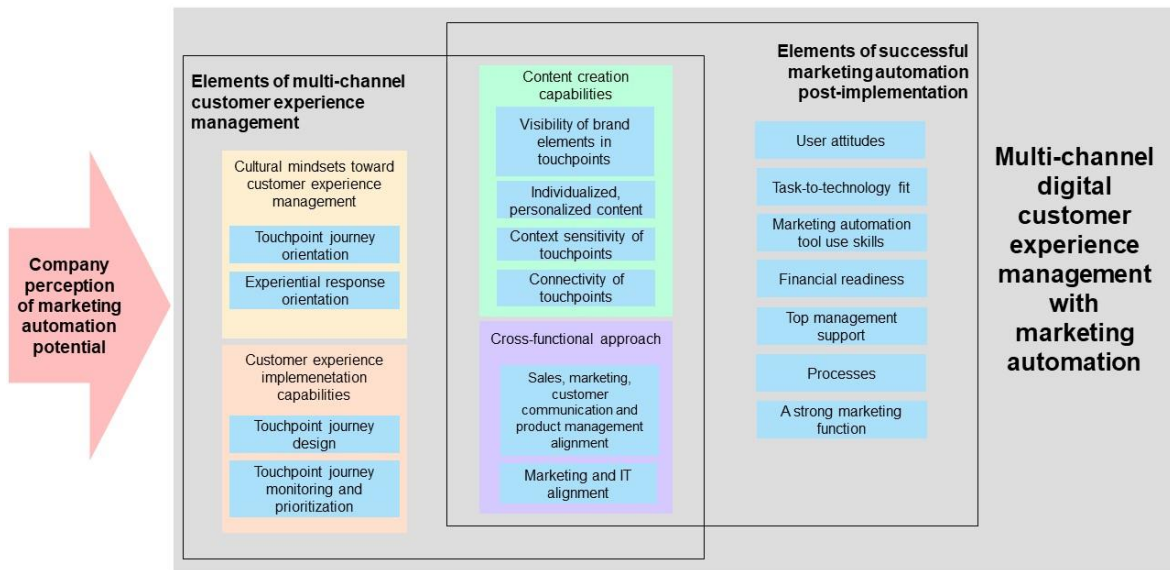 Company
perception
of marketing
automation
potential
Elements of multi-channel
customer experience
management
Cultural mindsets toward
customer experience
management
Touchpoint journey
orientation
Experiential response
orientation
Customer experience
implemenetation
capabilities
Touchpoint journey
design
Touchpoint journey
monitoring and
prioritization
Content creation
capabilities
Visibility of brand
elements in
touchpoints
Individualized,
personalized content
Context sensitivity of
touchpoints
Connectivity of
touchpoints
Cross-functional approach
Sales, marketing,
customer
communication and
product management
alignment
Marketing and IT
alignment
Elements of successful
marketing automation
post-implementation
User attitudes
Task-to-technology fit
Marketing automation
tool use skills
Financial readiness
Top management
support
Processes
A strong marketing
function
Multi-channel
digital
customer
experience
management
with
marketing
automation